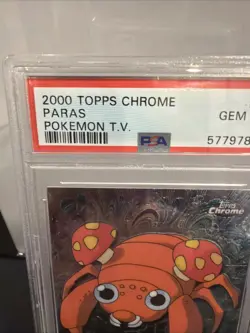 2000 TOPPS CHROME
PARAS
GEM
POKEMON T.V.
PSA
577978
Topps
Chrome